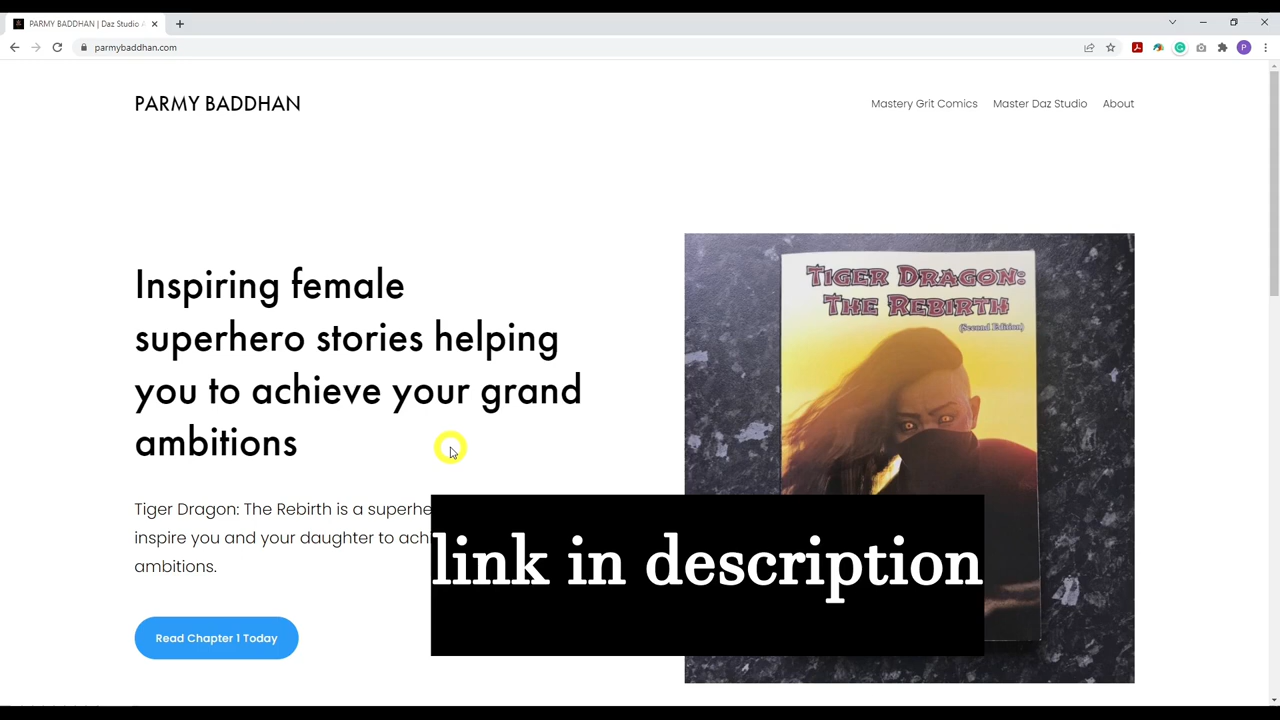 PARMY BADDHAN | Daz Studio
parmybaddhan.com
PARMY BADDHAN
Mastery Grit Comics
Master Daz Studio
About
Inspiring female
superhero stories helping
you to achieve your grand
ambitions
Tiger Dragon: The Rebirth is a superhe
inspire you and your daughter to achi
ambitions.
Read Chapter 1 Today
TIGER DRAGON:
THE REBIRTH
(Second Edition)
link in description
P